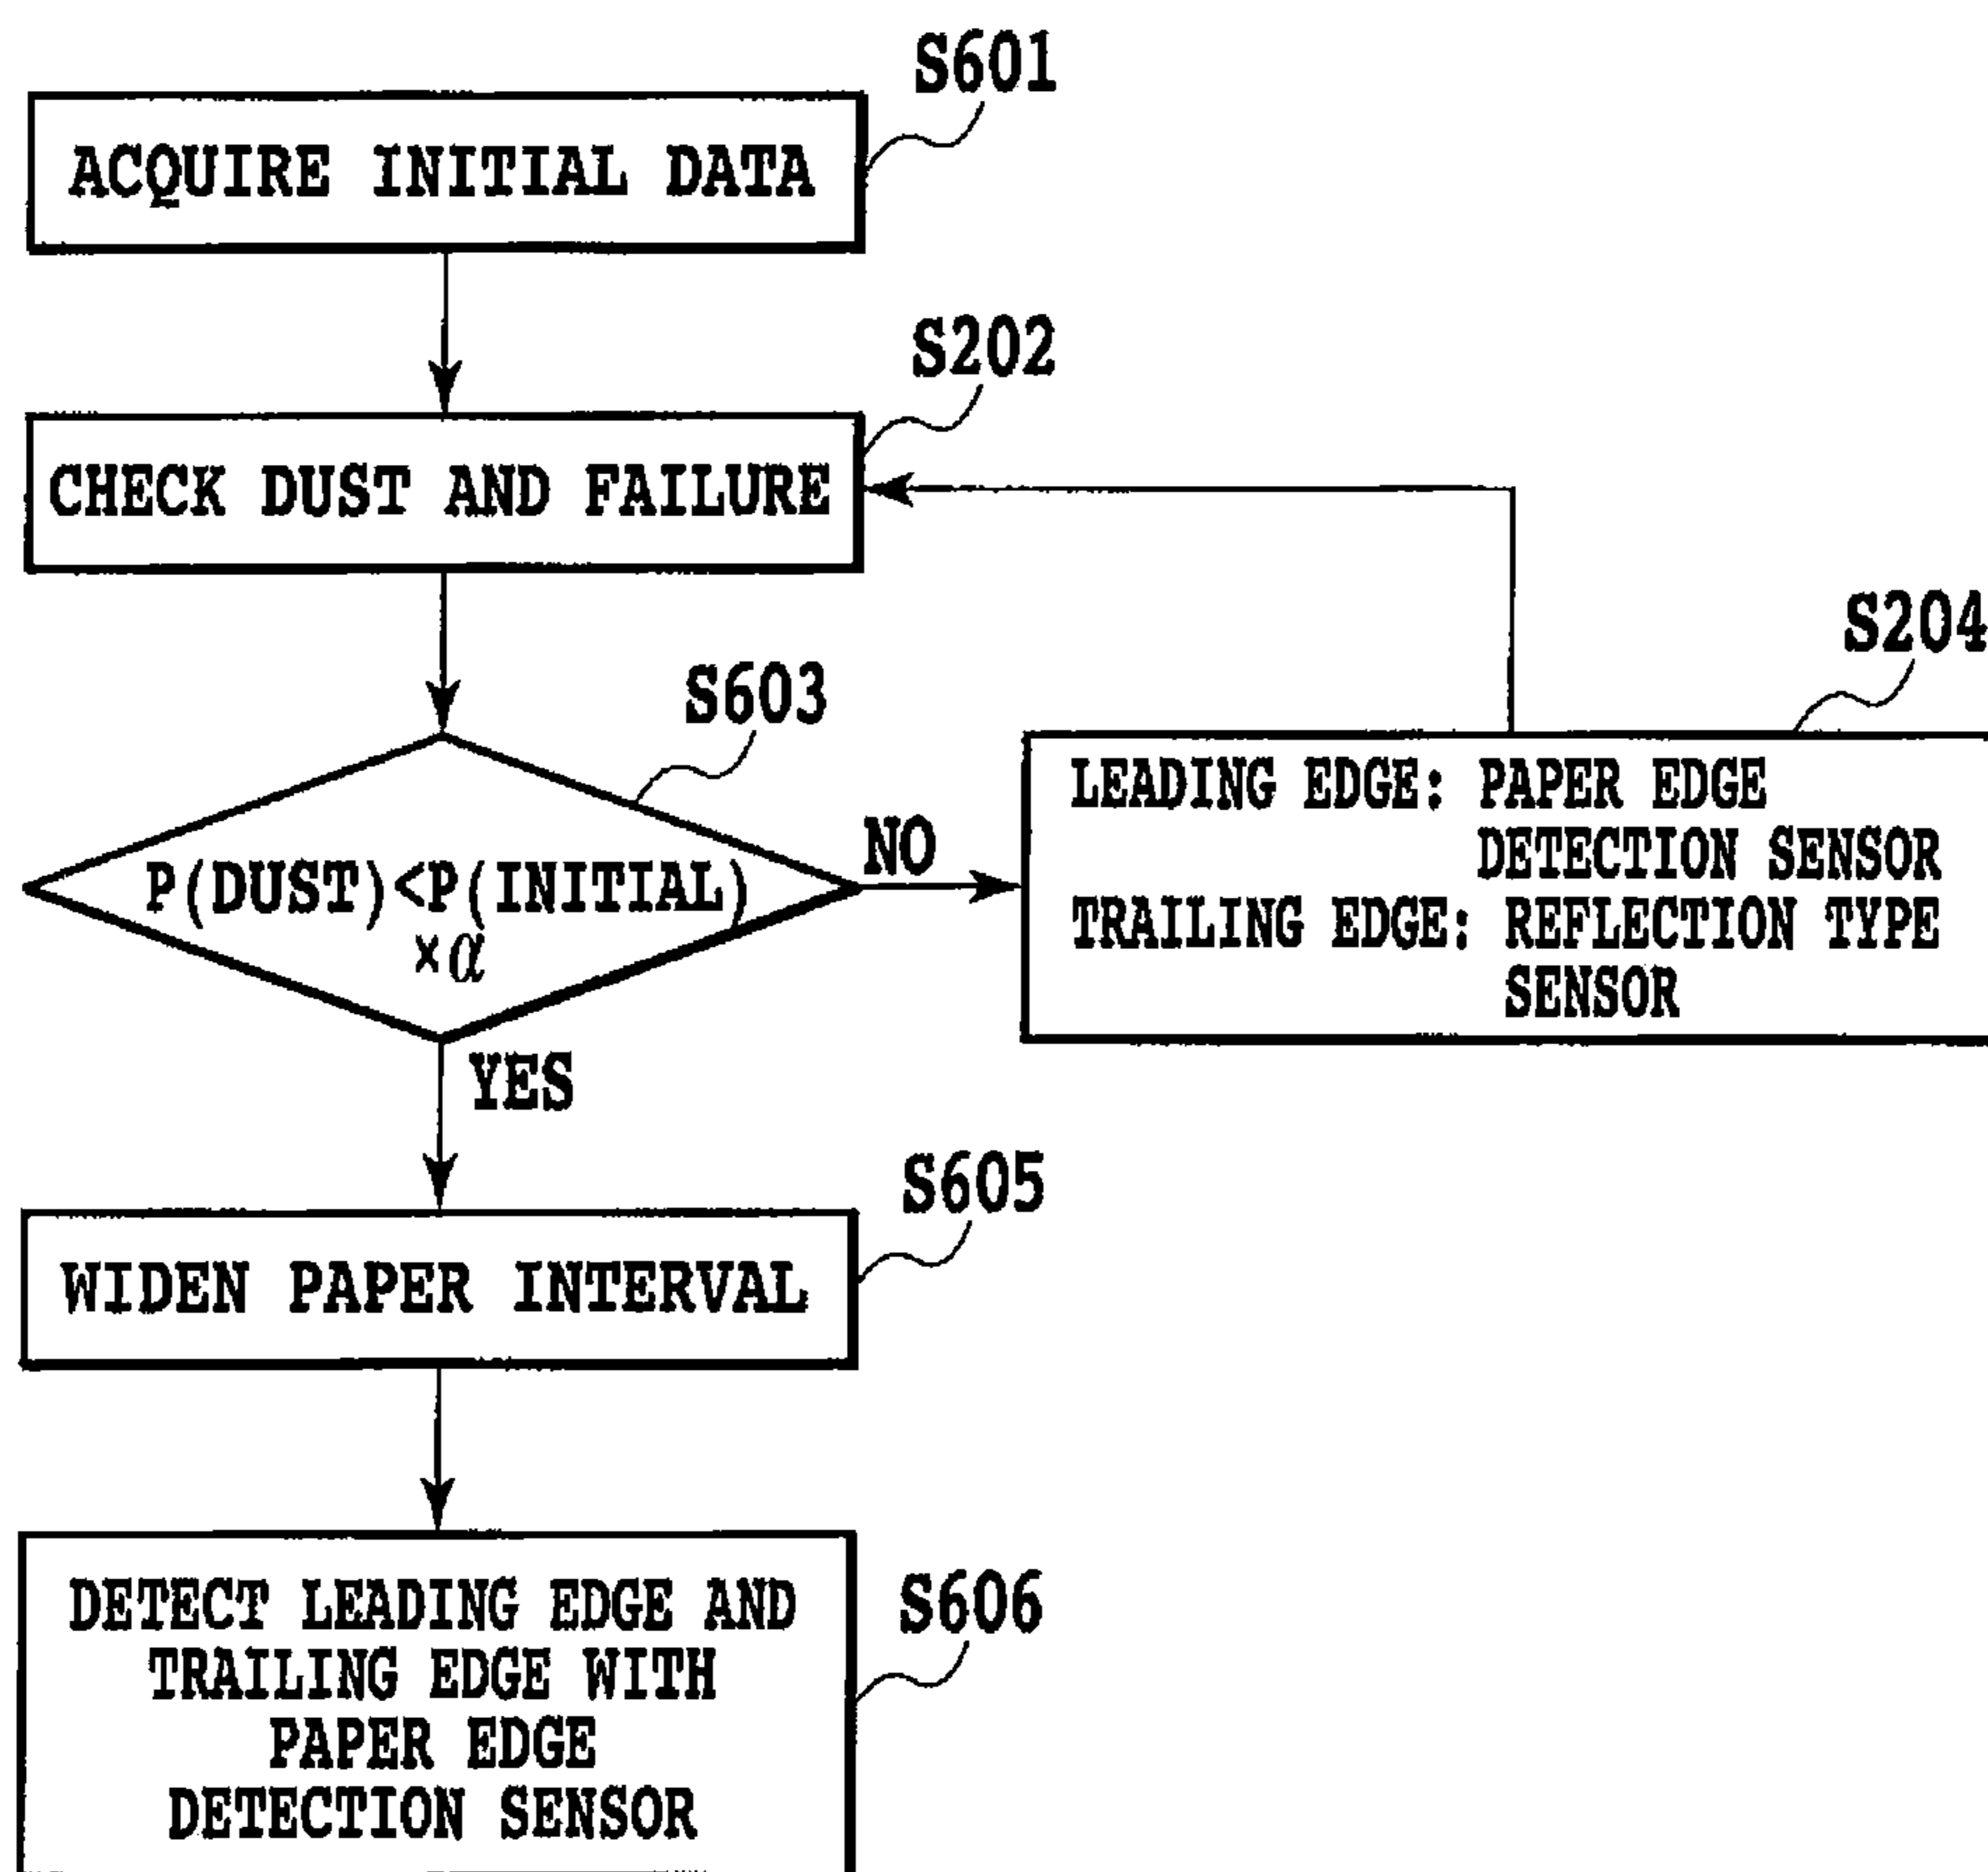 S601
ACQUIRE INITIAL DATA
S202
CHECK DUST AND FAILURE
S603
P(DUST)<P(INITIAL)
×α
NO
S204
LEADING EDGE: PAPER EDGE
DETECTION SENSOR
TRAILING EDGE: REFLECTION TYPE
SENSOR
YES
S605
WIDEN PAPER INTERVAL
S606
DETECT LEADING EDGE AND
TRAILING EDGE WITH
PAPER EDGE
DETECTION SENSOR